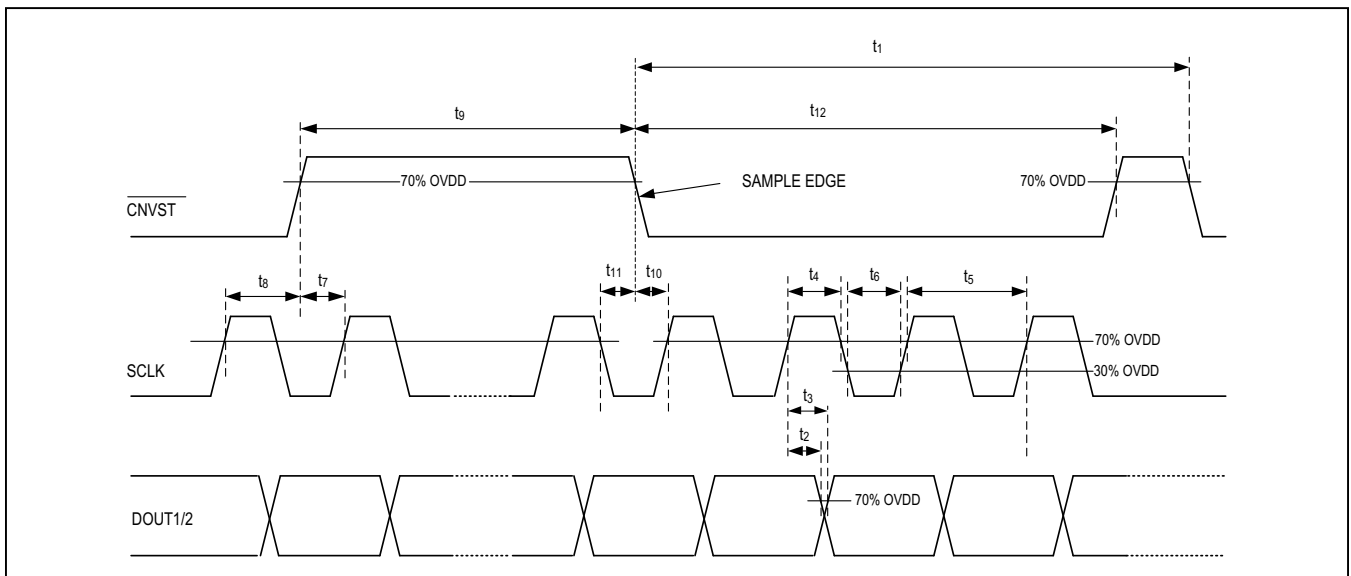 t1
t9
t12
70% OVDD
SAMPLE EDGE
70% OVDD
CNVST
t8
t7
t11
t10
t4
t6
t5
70% OVDD
SCLK
30% OVDD
t3
t2
70% OVDD
DOUT1/2